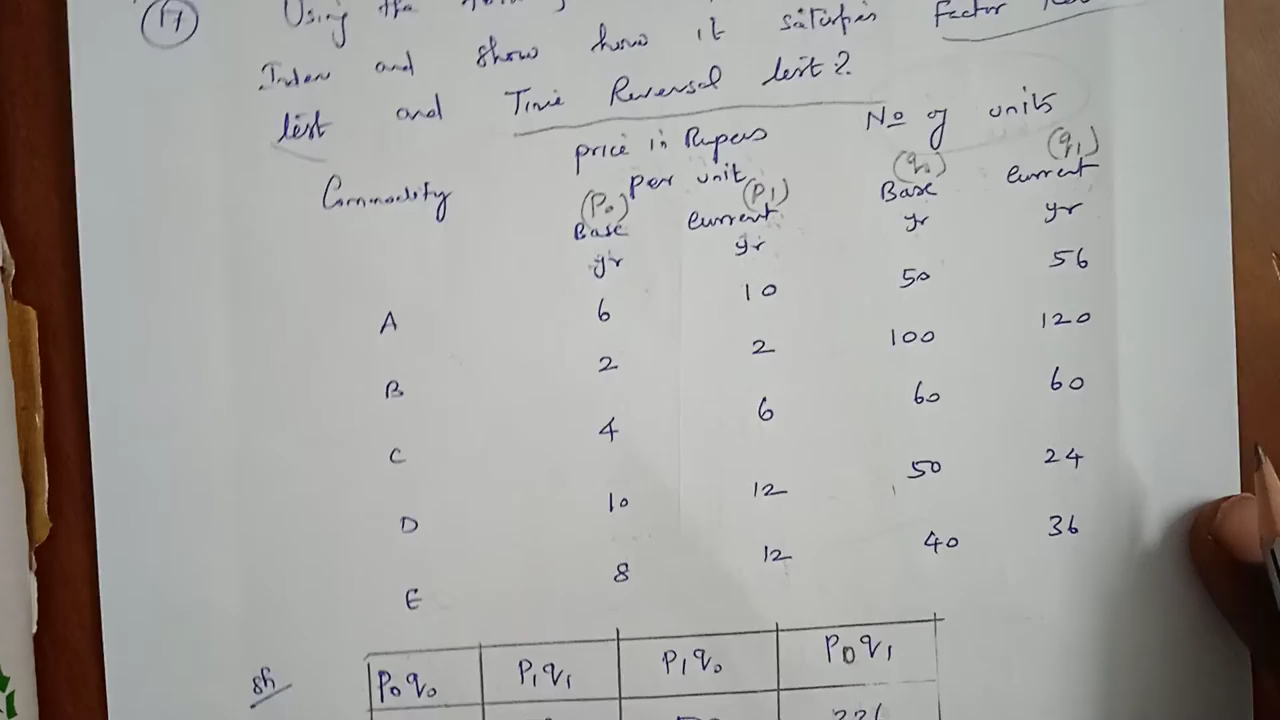 17 Using the
Index and show how it satisfies Factor
test and Time Reversal test?
Commodity price in Rupees per unit No of units
(P₀) Base yr (P₁) Current yr (q₀) Base yr (q₁) Current yr
A 6 10 50 56
B 2 2 100 120
C 4 6 60 60
D 10 12 50 24
E 8 12 40 36
Sol P₀q₀ P₁q₁ P₁q₀ P₀q₁